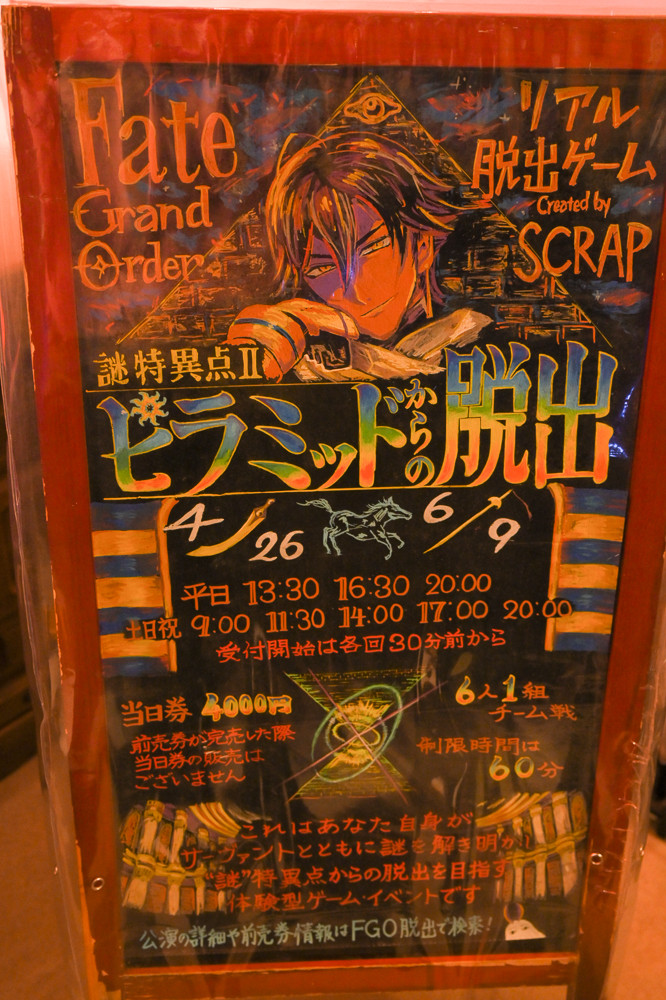 Fate
Grand
Order
リアル
脱出ゲーム
Created by
SCRAP
謎特異点Ⅱ
ピラミッドからの脱出
4/26 6/9
平日 13:30 16:30 20:00
土日祝 9:00 11:30 14:00 17:00 20:00
受付開始は各回30分前から
当日券 4000円
前売券が完売した際
当日券の販売は
ございません
6人1組
チーム戦
制限時間は
60分
これはあなた自身が
サーヴァントとともに謎を解き明かし
"謎"特異点からの脱出を目指す
体験型ゲーム・イベントです
公演の詳細や前売券情報はFGO脱出で検索!